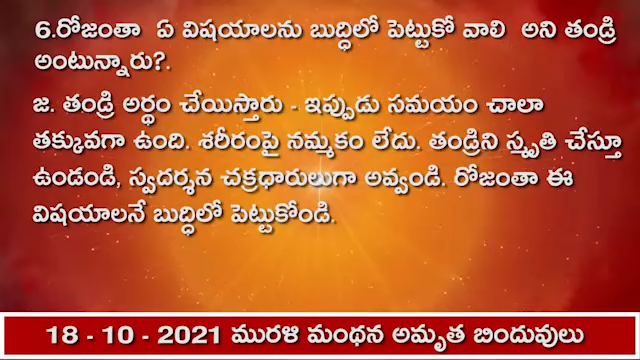 6.రోజంతా ఏ విషయాలను బుద్ధిలో పెట్టుకో వాలి అని తండ్రి
అంటున్నారు?.
జ. తండ్రి అర్థం చేయిస్తారు - ఇప్పుడు సమయం చాలా
తక్కువగా ఉంది. శరీరంపై నమ్మకం లేదు. తండ్రిని స్మృతి చేస్తూ
ఉండండి, స్వదర్శన చక్రధారులుగా అవ్వండి. రోజంతా ఈ
విషయాలనే బుద్ధిలో పెట్టుకోండి.
18 - 10 - 2021 మురళి మంథన అమృత బిందువులు